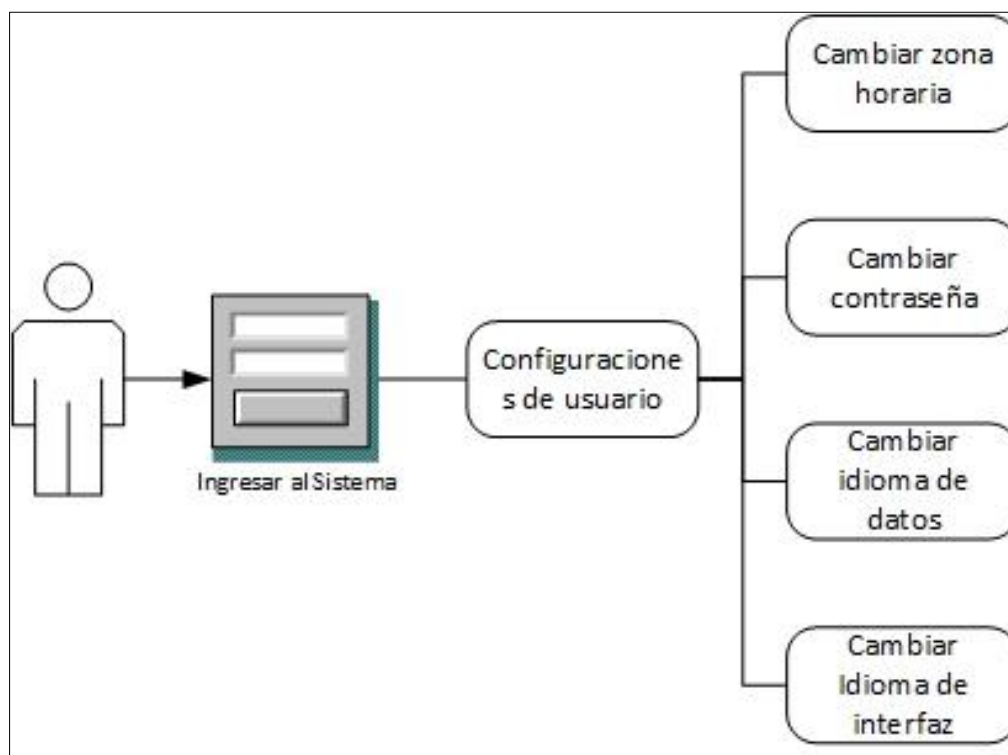 Cambiar zona
horaria
Cambiar
contraseña
Configuracione
s de usuario
Ingresar al Sistema
Cambiar
idioma de
datos
Cambiar
Idioma de
interfaz